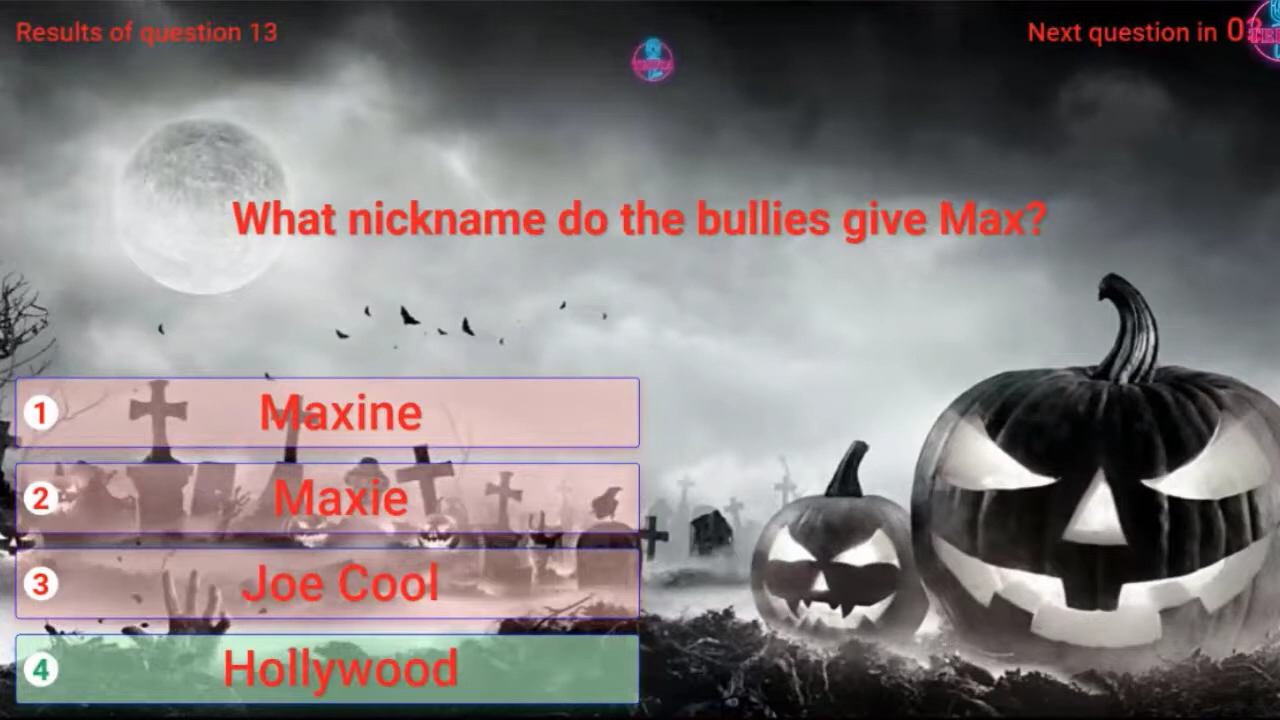 Results of question 13
Next question in
What nickname do the bullies give Max?
1 Maxine
2 Maxie
3 Joe Cool
4 Hollywood